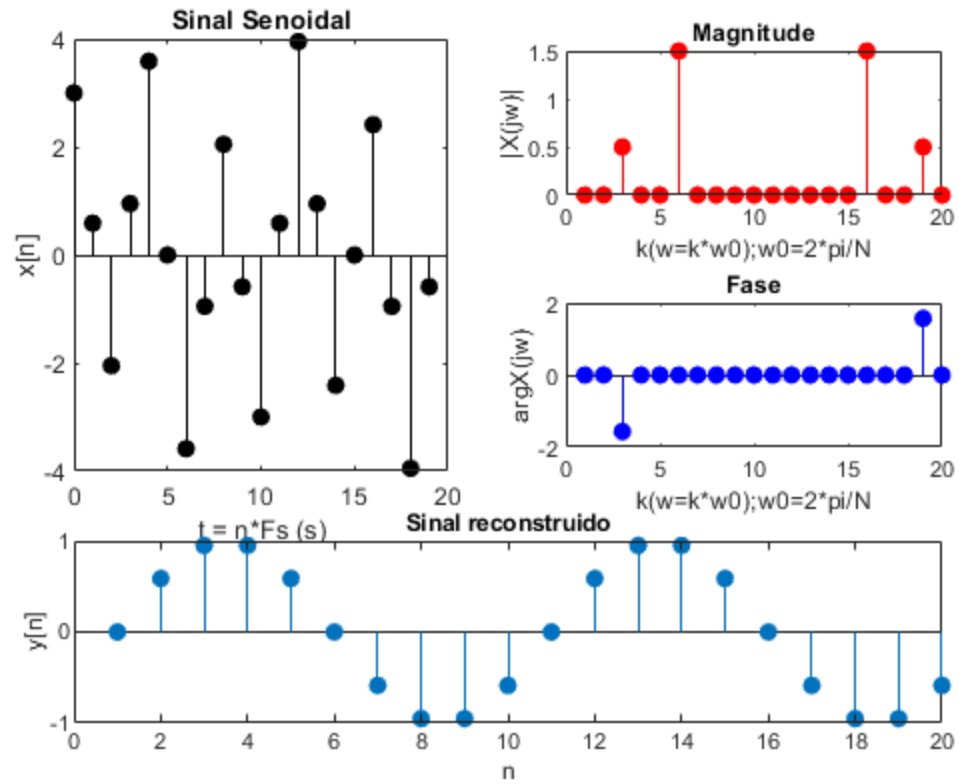 Sinal Senoidal
4
2
0
-2
-4
x[n]
0 5 10 15 20
t = n*Fs (s)
Magnitude
1.5
1
0.5
0
|X(jw)|
0 5 10 15 20
k(w=k*w0);w0=2*pi/N
Fase
2
0
-2
argX(jw)
0 5 10 15 20
k(w=k*w0);w0=2*pi/N
Sinal reconstruido
1
0
-1
y[n]
0 2 4 6 8 10 12 14 16 18 20
n